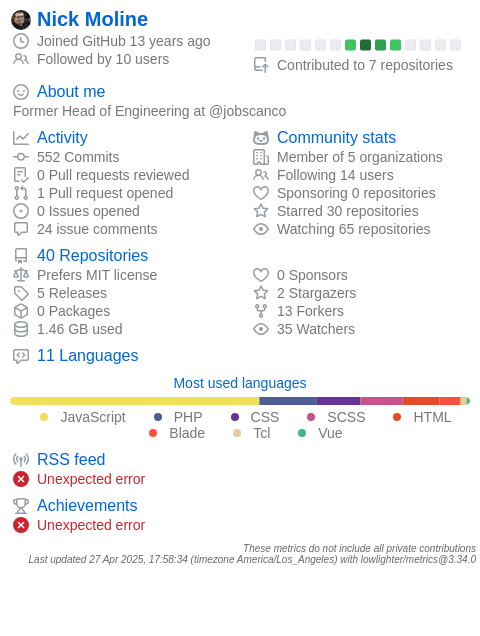 Nick Moline
Joined GitHub 13 years ago
Followed by 10 users
Contributed to 7 repositories
About me
Former Head of Engineering at @jobscanco
Activity
552 Commits
0 Pull requests reviewed
1 Pull request opened
0 Issues opened
24 issue comments
Community stats
Member of 5 organizations
Following 14 users
Sponsoring 0 repositories
Starred 30 repositories
Watching 65 repositories
40 Repositories
Prefers MIT license
5 Releases
0 Packages
1.46 GB used
0 Sponsors
2 Stargazers
13 Forkers
35 Watchers
11 Languages
Most used languages
JavaScript PHP CSS SCSS HTML
Blade Tcl Vue
RSS feed
Unexpected error
Achievements
Unexpected error
These metrics do not include all private contributions
Last updated 27 Apr 2025, 17:58:34 (timezone America/Los_Angeles) with lowlighter/metrics@3.34.0